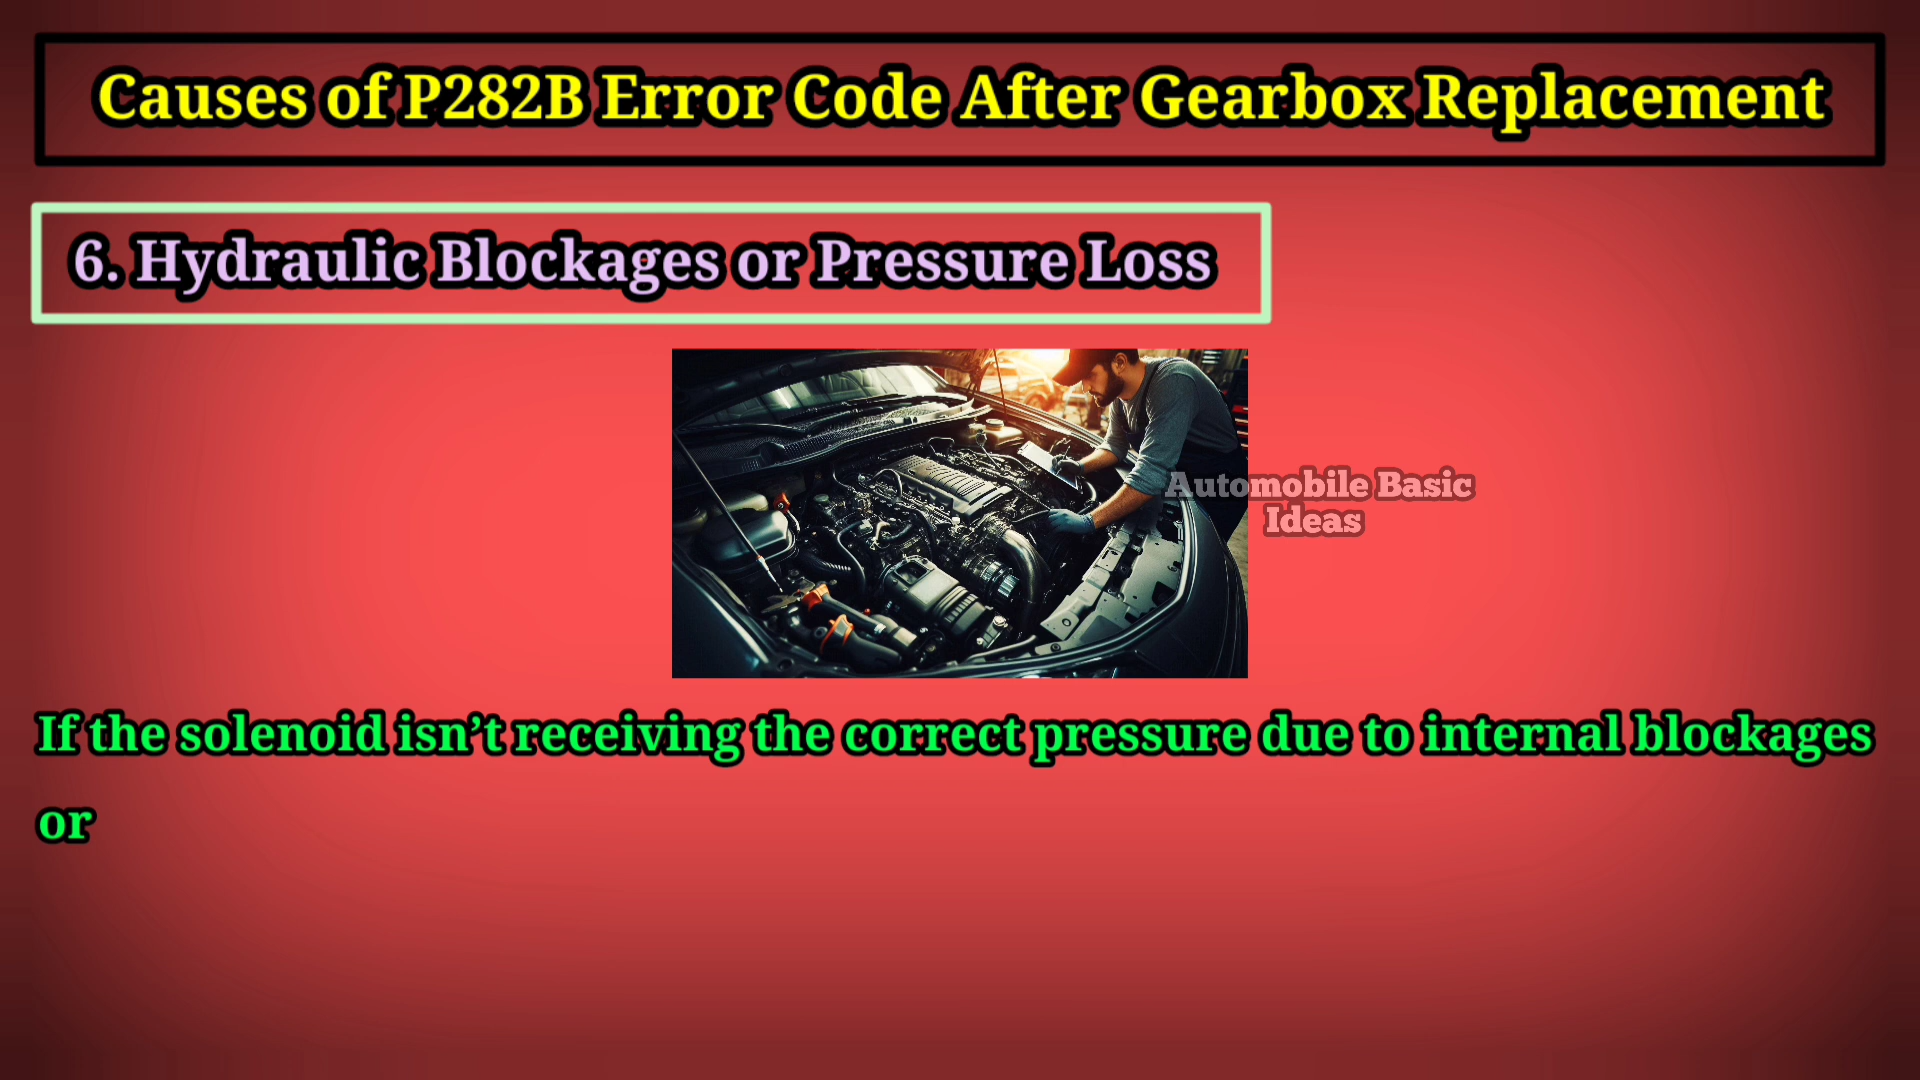 Causes of P282B Error Code After Gearbox Replacement
6. Hydraulic Blockages or Pressure Loss
Automobile Basic
Ideas
If the solenoid isn’t receiving the correct pressure due to internal blockages
or